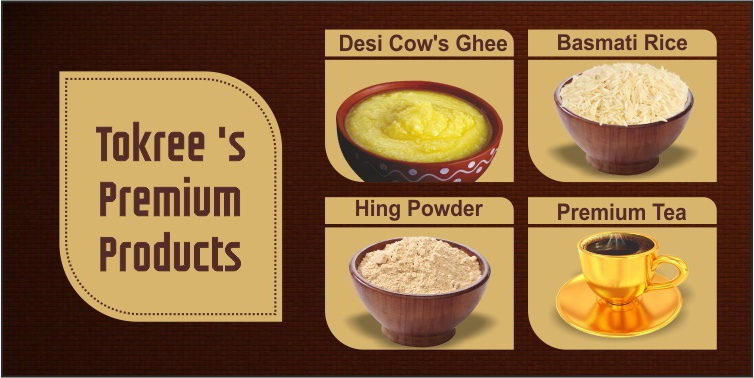 Tokree 's
Premium
Products
Desi Cow's Ghee
Basmati Rice
Hing Powder
Premium Tea